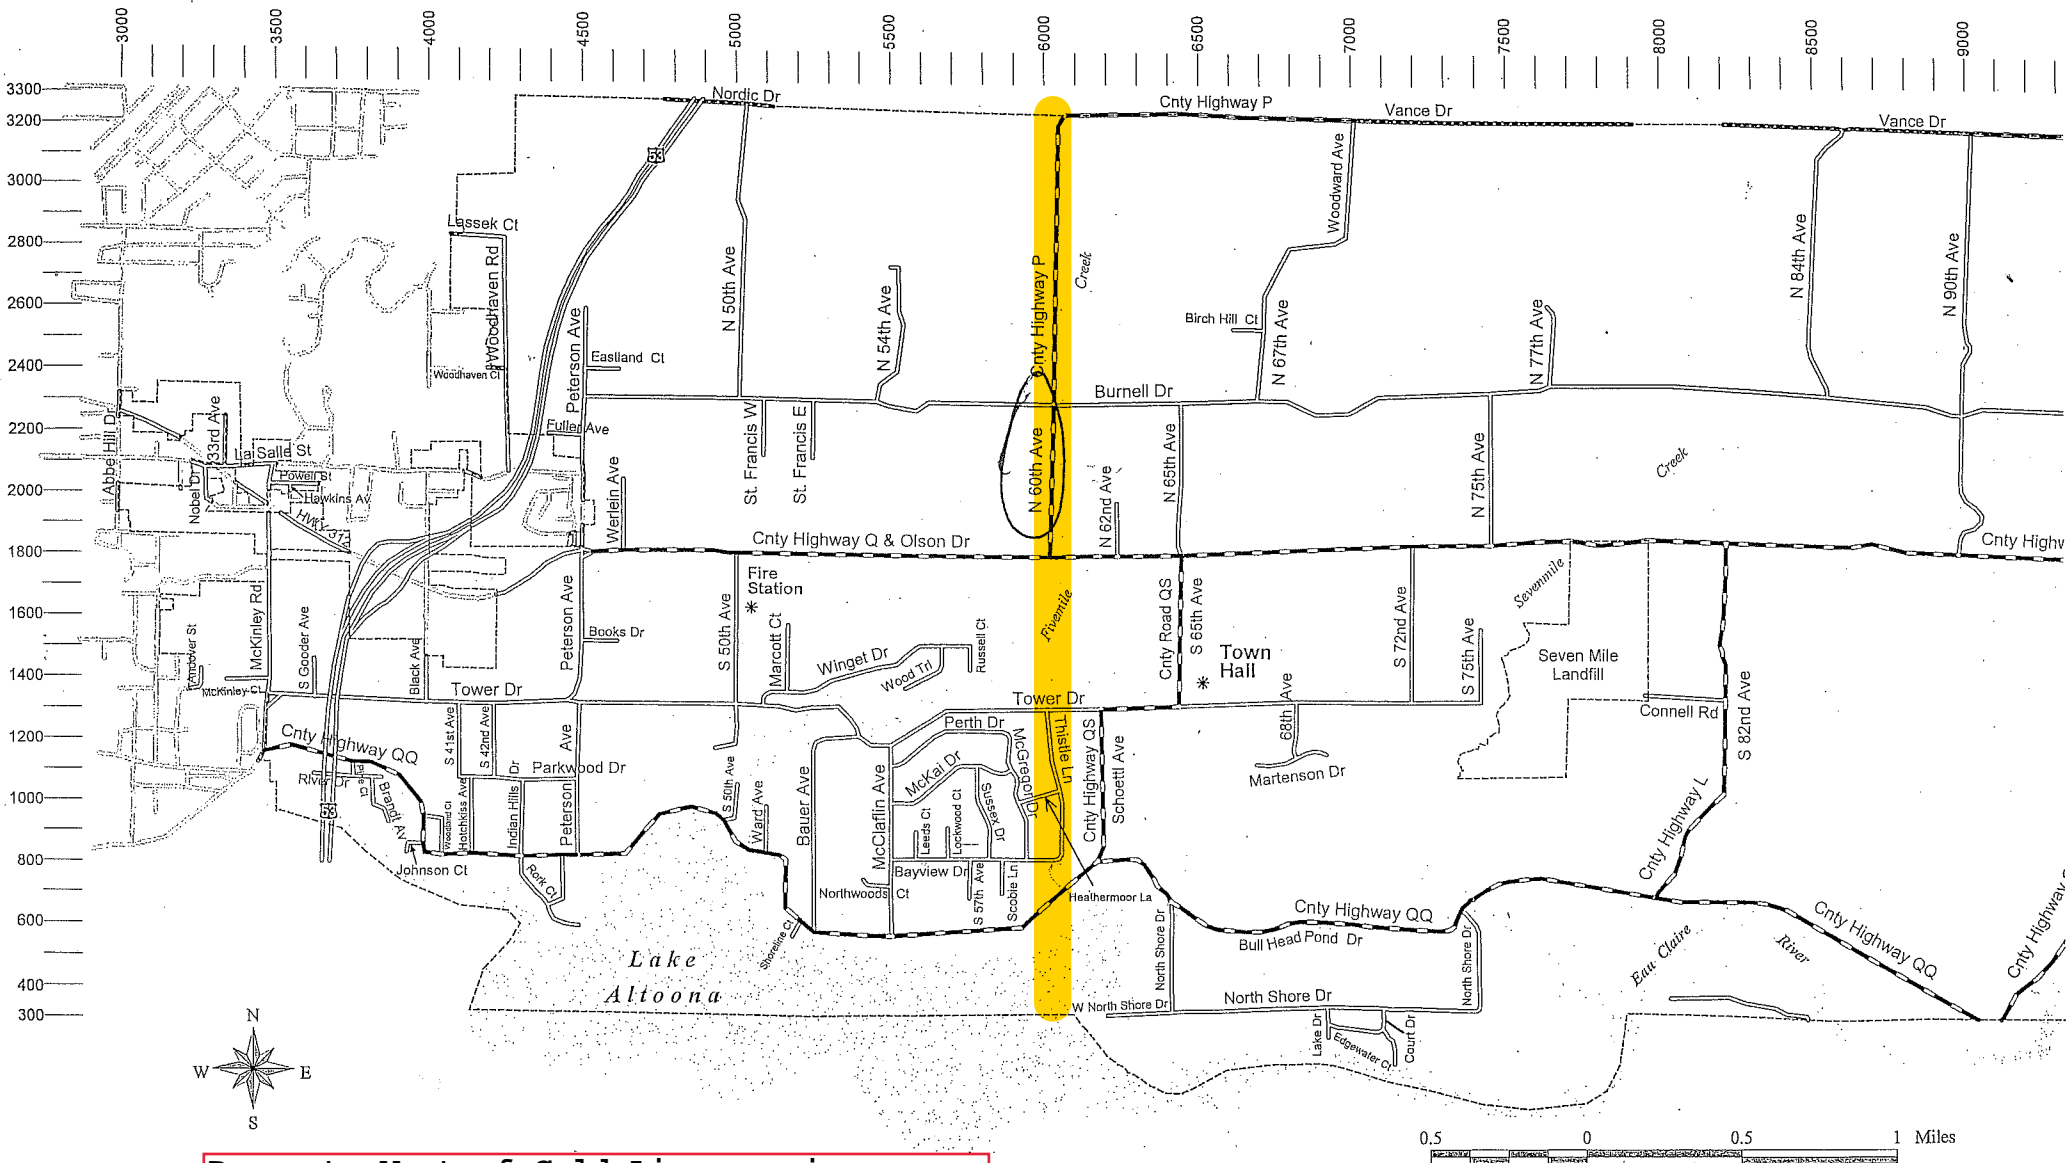 3000
3500
4000
4500
5000
5500
6000
6500
7000
7500
8000
8500
9000
3300
3200
3000
2800
2600
2400
2200
2000
1800
1600
1400
1200
1000
800
600
400
300
Nordic Dr
Cnty Highway P
Vance Dr
Vance Dr
53
Woodward Ave
Lassek Ct
Woodhaven Rd
N 50th Ave
N 54th Ave
Cnty Highway P
Creek
N 84th Ave
N 90th Ave
Birch Hill Ct
N 67th Ave
N 77th Ave
Peterson Ave
Eastland Ct
Woodhaven Ct
Burnell Dr
Abbe Hill Dr
33rd Ave
Fuller Ave
St. Francis W
St. Francis E
N 60th Ave
N 62nd Ave
N 65th Ave
N 75th Ave
Creek
La Salle St
Powell St
Nobel Dr
Hawkins Av
HWY 312
Werlein Ave
Cnty Highway Q & Olson Dr
Cnty Highw
Fire
Station
McKinley Rd
S Gooder Ave
Andover St
McKinley Ct
Black Ave
Peterson Ave
Books Dr
S 50th Ave
Marcott Ct
Winget Dr
Wood Trl
Russell Ct
Fivemile
Cnty Road QS
S 65th Ave
Town
Hall
S 72nd Ave
S 75th Ave
Sevenmile
Seven Mile
Landfill
Connell Rd
S 82nd Ave
Tower Dr
Tower Dr
Cnty Highway QQ
S 41st Ave
S 42nd Ave
Peterson Ave
Parkwood Dr
Perth Dr
McGregor Dr
Thistle Ln
McKai Dr
Sussex Dr
Cnty Highway QS
Schoettl Ave
68th Ave
Martenson Dr
River Dr
Brandt Av
53
Woodland Ct
Hotchkiss Ave
Indian Hills Dr
S 50th Ave
Ward Ave
Bauer Ave
McClaflin Ave
Leeds Ct
Lockwood Ct
Cnty Highway L
Johnson Ct
Rork Ct
Northwoods Ct
Bayview Dr
S 57th Ave
Scobie Ln
Heathermoor La
Shoreline Ct
Cnty Highway QQ
Bull Head Pond Dr
North Shore Dr
North Shore Dr
Eau Claire
River
Cnty Highway QQ
Cnty Highway
Lake
Altoona
W North Shore Dr
North Shore Dr
Lake Dr
Edgewater Ct
Court Dr
N
W E
S
0.5 0 0.5 1 Miles